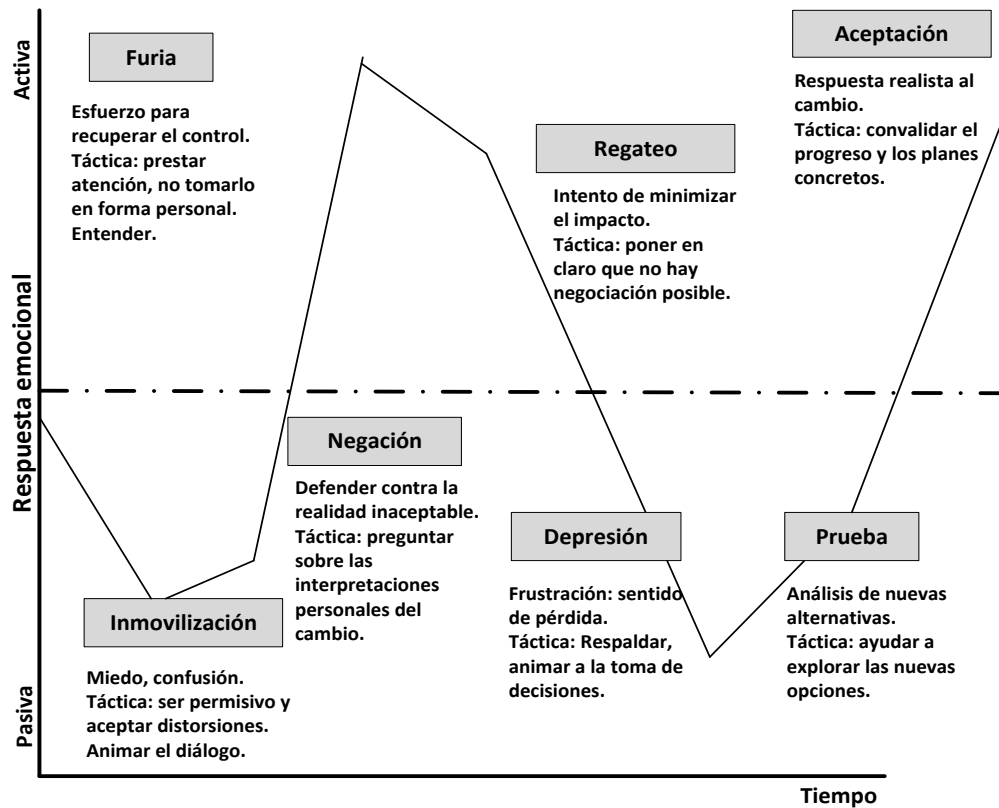 Activa
Respuesta emocional
Pasiva
Furia
Esfuerzo para
recuperar el control.
Táctica: prestar
atención, no tomarlo
en forma personal.
Entender.
Inmovilización
Miedo, confusión.
Táctica: ser permisivo y
aceptar distorsiones.
Animar el diálogo.
Negación
Defender contra la
realidad inaceptable.
Táctica: preguntar
sobre las
interpretaciones
personales del
cambio.
Regateo
Intento de minimizar
el impacto.
Táctica: poner en
claro que no hay
negociación posible.
Depresión
Frustración: sentido
de pérdida.
Táctica: Respaldar,
animar a la toma de
decisiones.
Aceptación
Respuesta realista al
cambio.
Táctica: convalidar el
progreso y los planes
concretos.
Prueba
Análisis de nuevas
alternativas.
Táctica: ayudar a
explorar las nuevas
opciones.
Tiempo